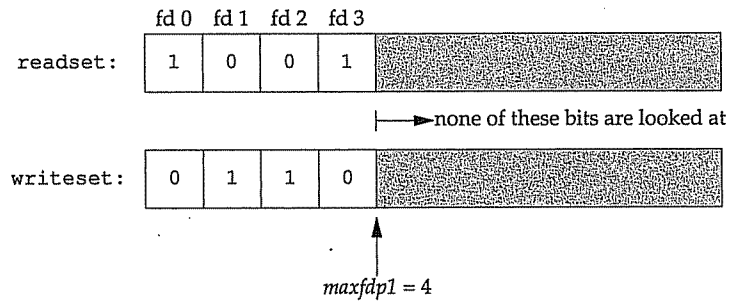 fd 0 fd 1 fd 2 fd 3
readset: 1 0 0 1
none of these bits are looked at
writeset: 0 1 1 0
maxfdp1 = 4